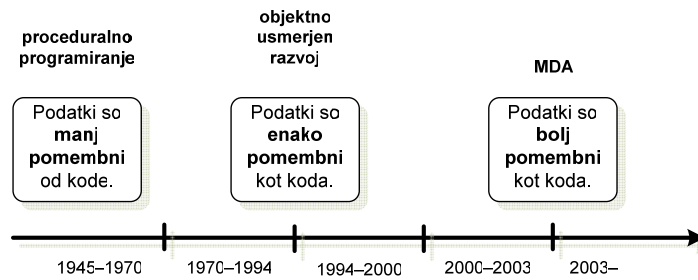 proceduralno
programiranje
Podatki so
manj
pomembni
od kode.
objektno
usmerjen
razvoj
Podatki so
enako
pomembni
kot koda.
MDA
Podatki so
bolj
pomembni
kot koda.
1945–1970
1970–1994
1994–2000
2000–2003
2003–